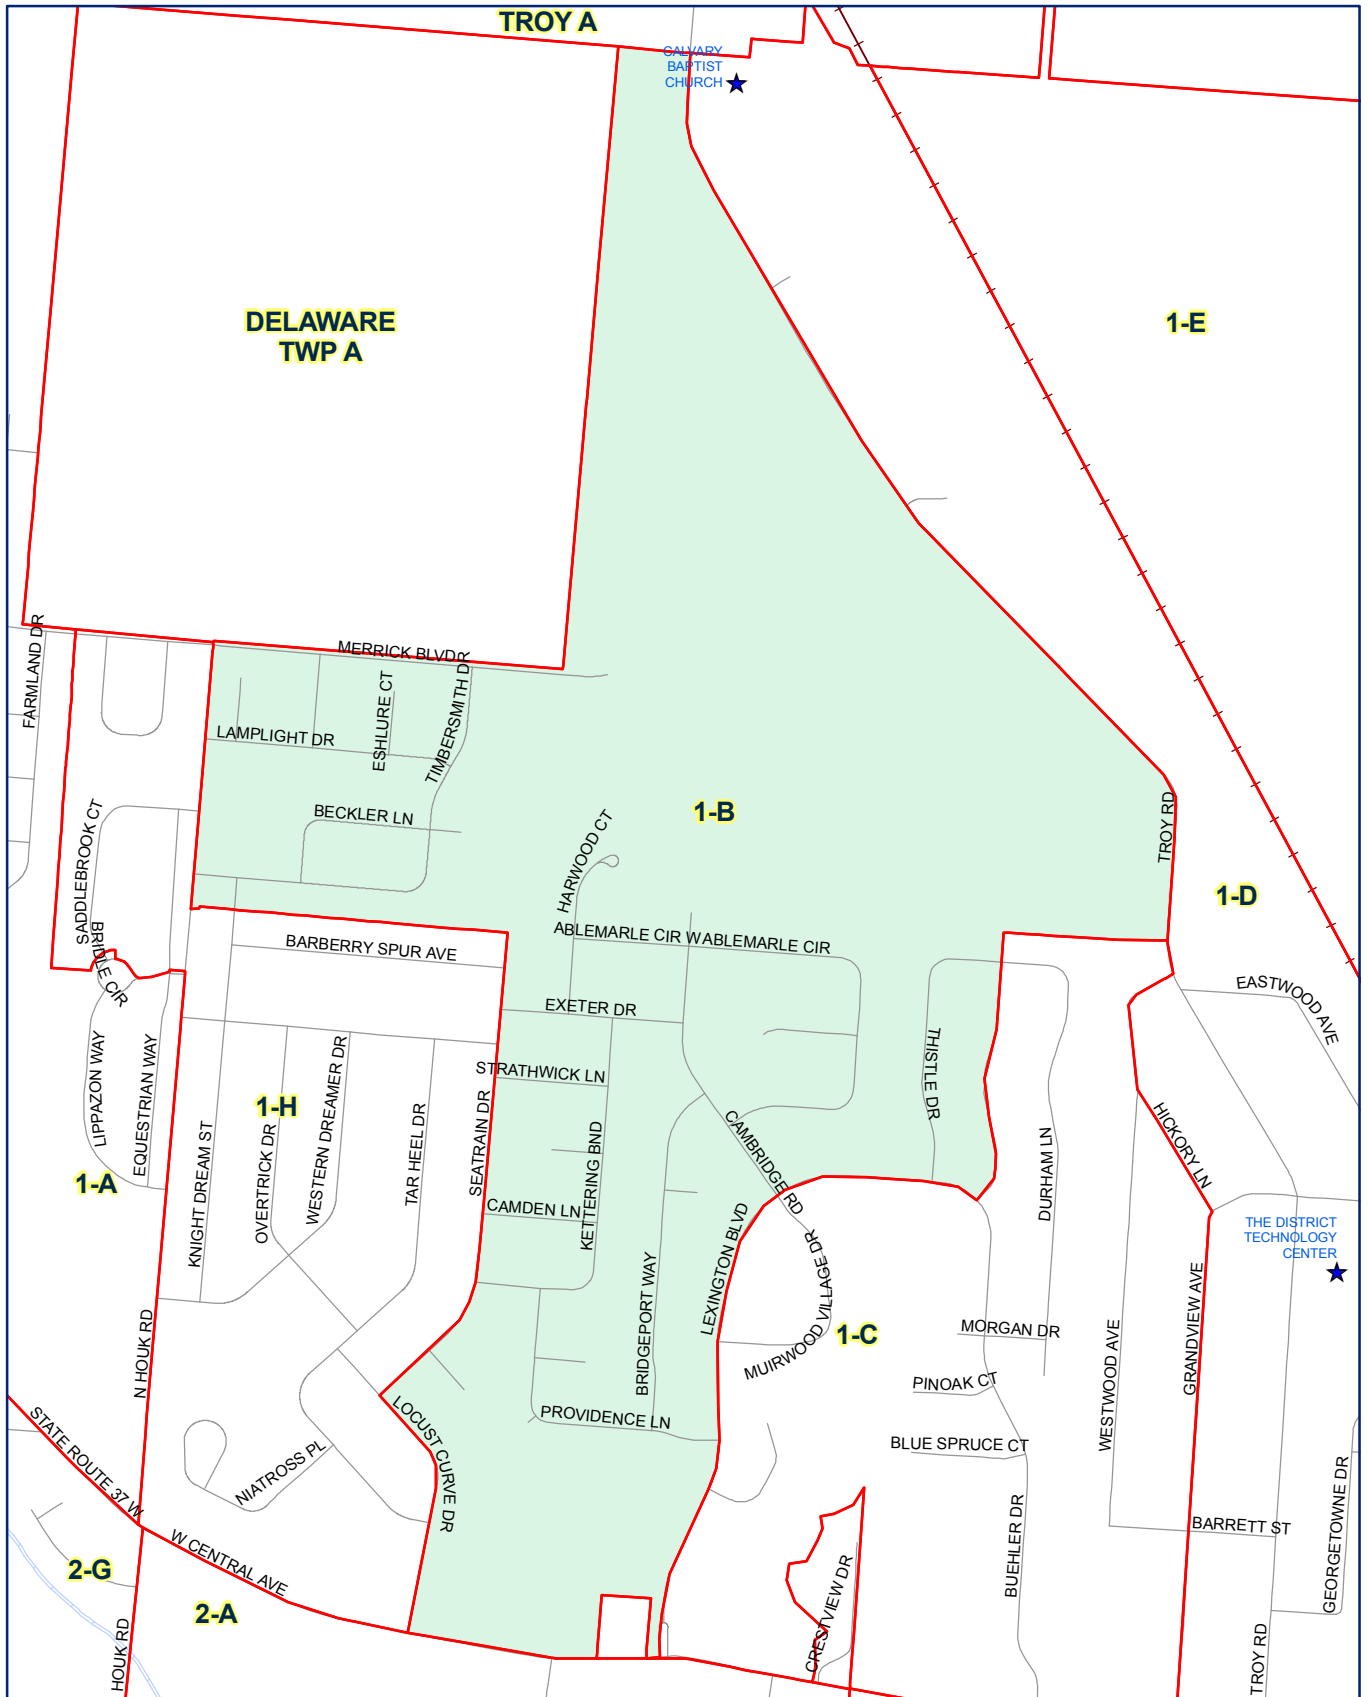 TROY A
CALVARY
BAPTIST
CHURCH
DELAWARE
TWP A
1-E
FARMLAND DR
MERRICK BLVD
ESHLURE CT
TIMBERSMITH DR
LAMPLIGHT DR
BECKLER LN
1-B
HARWOOD CT
TROY RD
SADDLEBROOK CT
1-D
BRIDLE CIR
BARBERRY SPUR AVE
ABLEMARLE CIR W
ABLEMARLE CIR
EASTWOOD AVE
EXETER DR
LIPPAZON WAY
EQUESTRIAN WAY
WESTERN DREAMER DR
STRATHWICK LN
THISTLE DR
1-H
OVERTRICK DR
TAR HEEL DR
SEATRAIN DR
KETTERING BND
CAMBRIDGE RD
DURHAM LN
HICKORY LN
1-A
KNIGHT DREAM ST
CAMDEN LN
LEXINGTON BLVD
MUIRWOOD VILLAGE DR
THE DISTRICT
TECHNOLOGY
CENTER
N HOUK RD
BRIDGEPORT WAY
1-C
MORGAN DR
WESTWOOD AVE
GRANDVIEW AVE
PINOAK CT
STATE ROUTE 37 W
LOCUST CURVE DR
PROVIDENCE LN
BLUE SPRUCE CT
NIATROSS PL
BUEHLER DR
BARRETT ST
GEORGETOWNE DR
2-G
W CENTRAL AVE
2-A
CRESTVIEW DR
HOUK RD
TROY RD